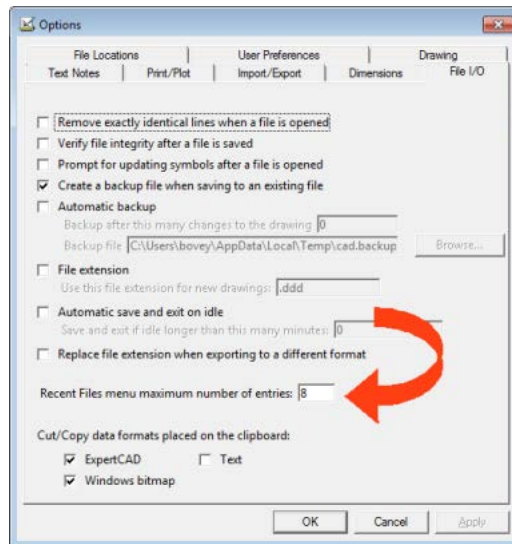 Options
File Locations User Preferences Drawing
Text Notes Print/Plot Import/Export Dimensions File I/O
Remove exactly identical lines when a file is opened
Verify file integrity after a file is saved
Prompt for updating symbols after a file is opened
Create a backup file when saving to an existing file
Automatic backup
Backup after this many changes to the drawing 0
Backup file C:\Users\bovey\AppData\Local\Temp\cad.backup Browse...
File extension
Use this file extension for new drawings: .ddd
Automatic save and exit on idle
Save and exit if idle longer than this many minutes: 0
Replace file extension when exporting to a different format
Recent Files menu maximum number of entries: 8
Cut/Copy data formats placed on the clipboard:
ExpertCAD Text
Windows bitmap
OK Cancel Apply